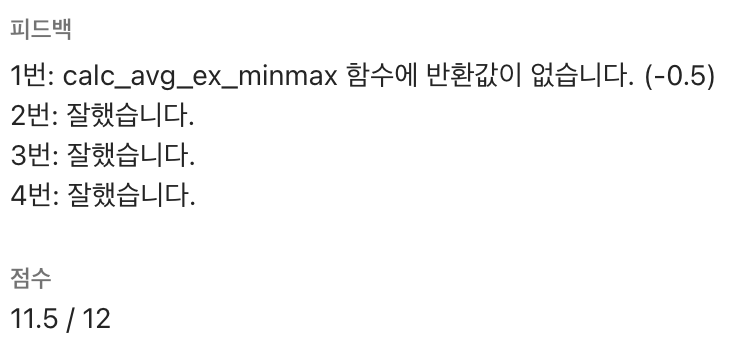 피드백
1번: calc_avg_ex_minmax 함수에 반환값이 없습니다. (-0.5)
2번: 잘했습니다.
3번: 잘했습니다.
4번: 잘했습니다.
점수
11.5 / 12